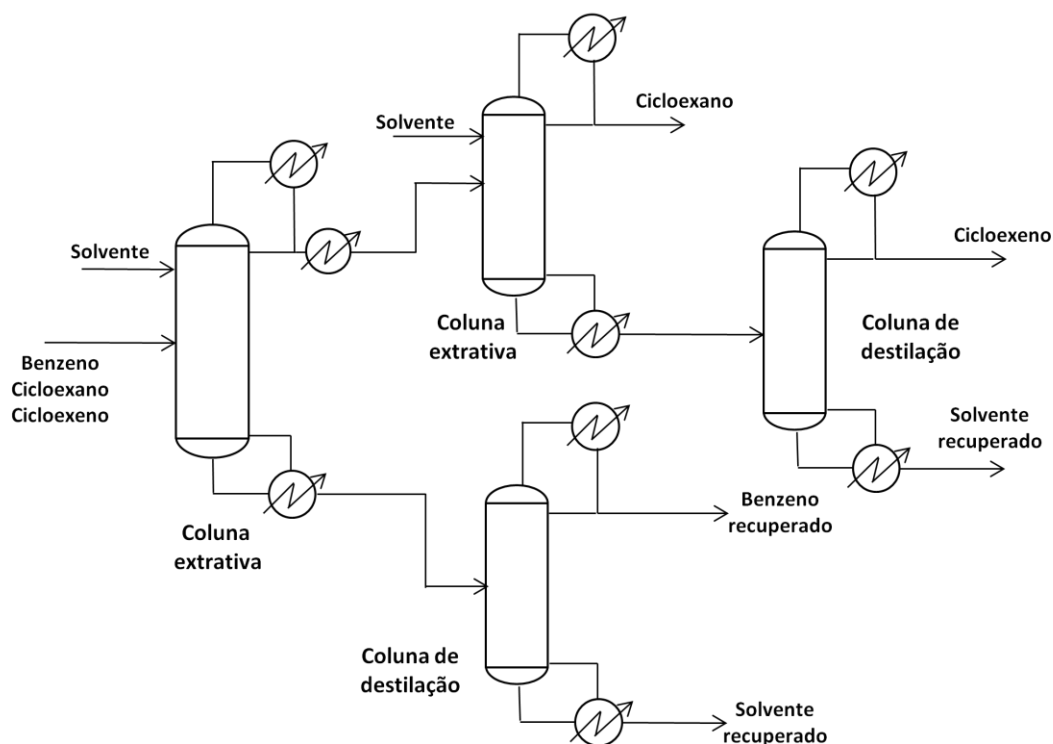 Solvente
Cicloexano
Solvente
Cicloexeno
Coluna
extrativa
Coluna de
destilação
Benzeno
Cicloexano
Cicloexeno
Solvente
recuperado
Benzeno
recuperado
Coluna
extrativa
Coluna de
destilação
Solvente
recuperado